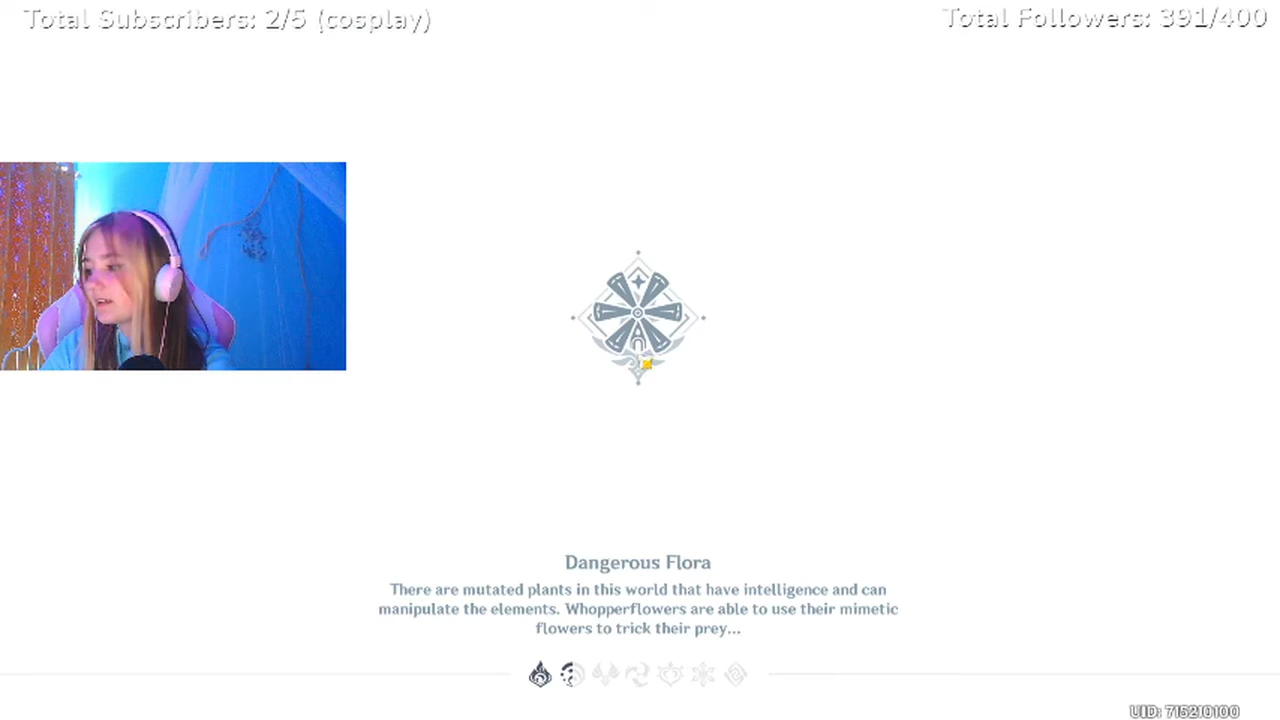 Total Subscribers: 2/5 (cosplay)
Total Followers: 391/400
Dangerous Flora
There are mutated plants in this world that have intelligence and can
manipulate the elements. Whopperflowers are able to use their mimetic
flowers to trick their prey...
UID: 715210100